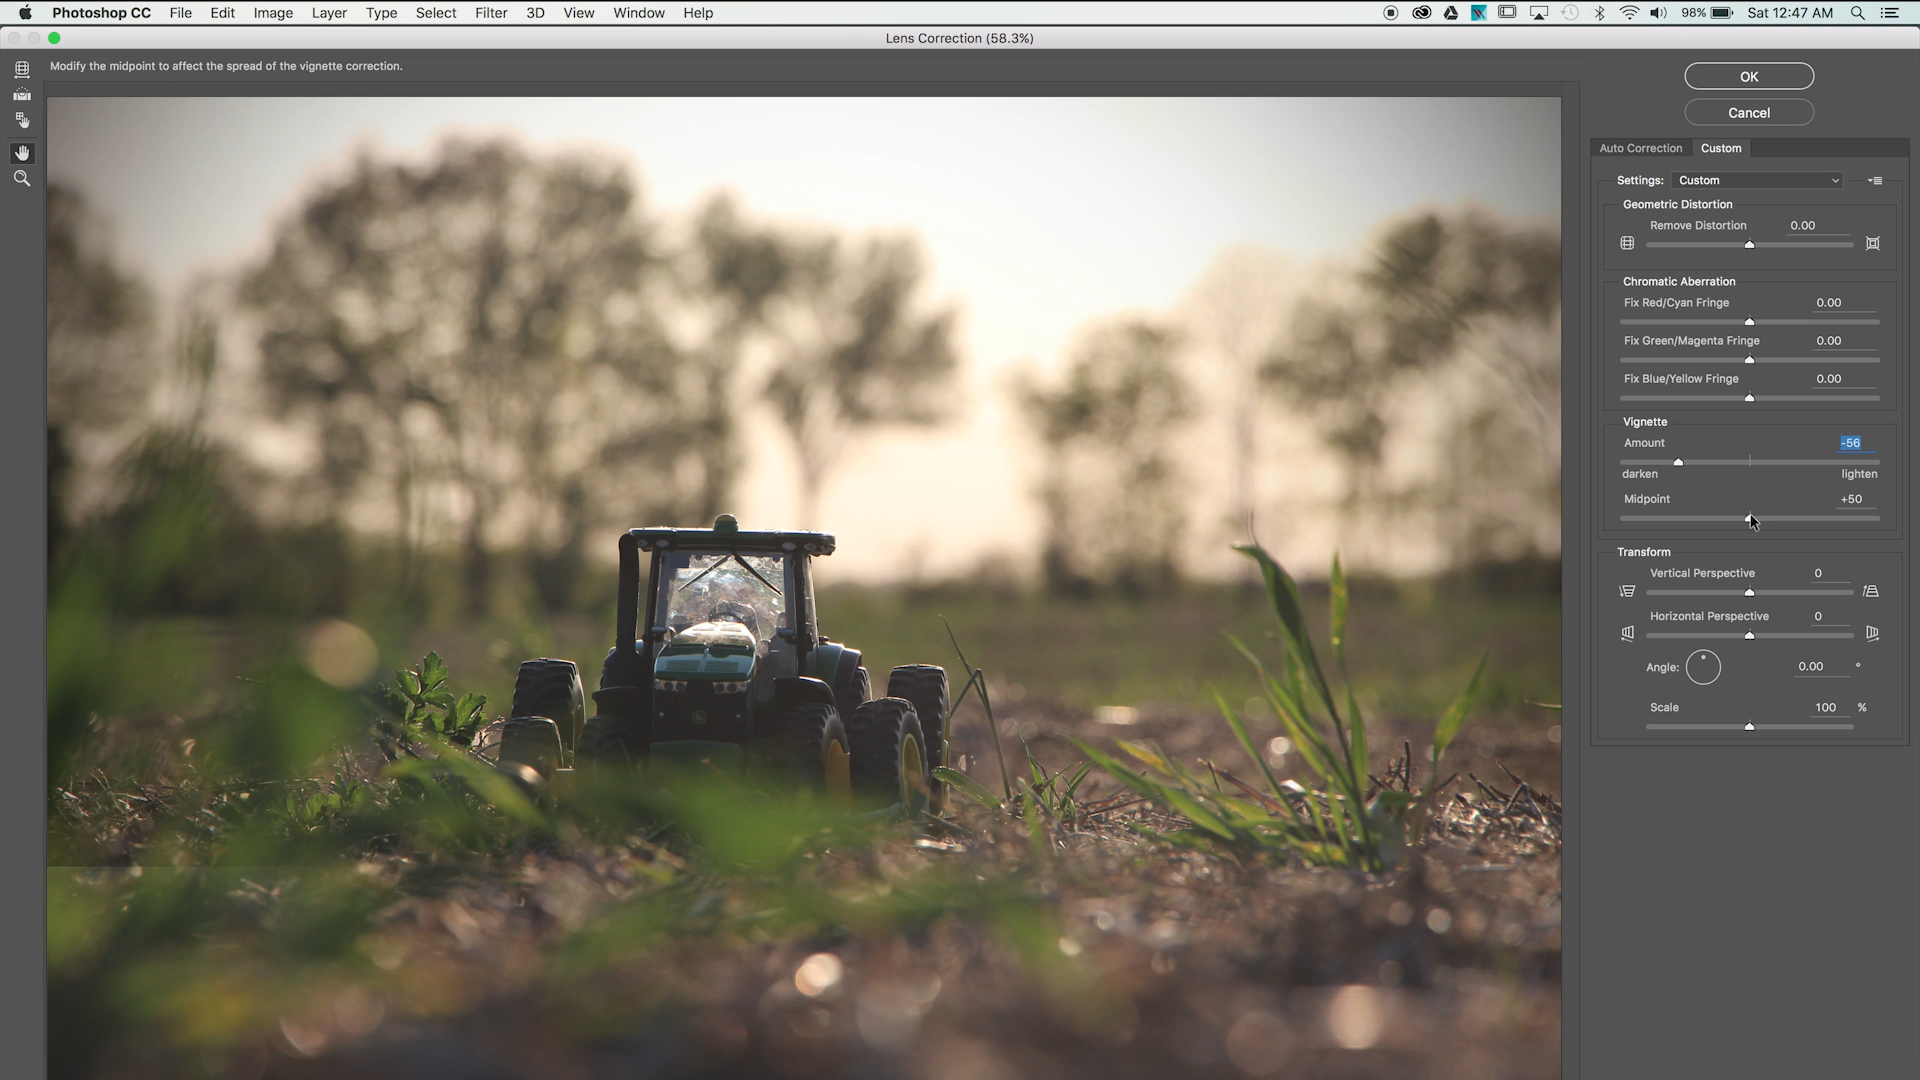 Photoshop CC File Edit Image Layer Type Select Filter 3D View Window Help 98% Sat 12:47 AM
Lens Correction (58.3%)
Modify the midpoint to affect the spread of the vignette correction.
OK
Cancel
Auto Correction Custom
Settings: Custom
Geometric Distortion
Remove Distortion 0.00
Chromatic Aberration
Fix Red/Cyan Fringe 0.00
Fix Green/Magenta Fringe 0.00
Fix Blue/Yellow Fringe 0.00
Vignette
Amount -56
darken lighten
Midpoint +50
Transform
Vertical Perspective 0
Horizontal Perspective 0
Angle: 0.00 °
Scale 100 %